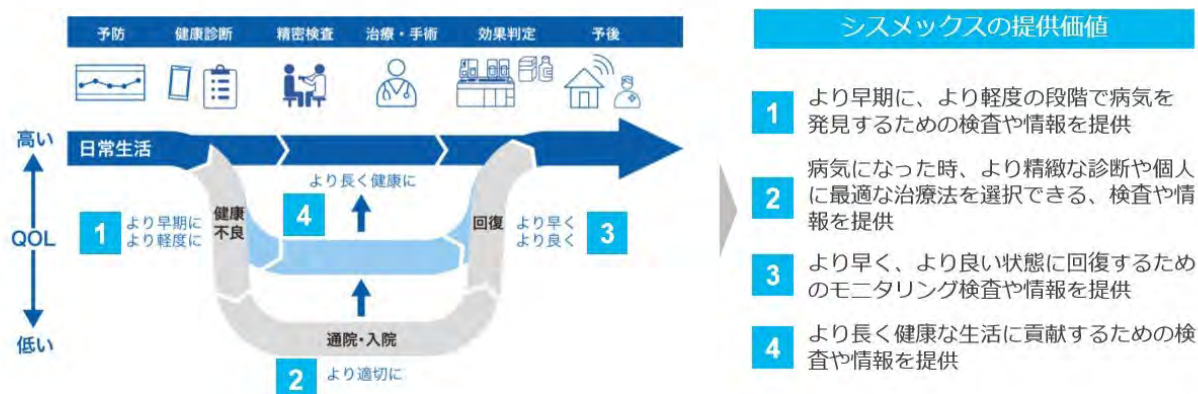 予防
健康診断
精密検査
治療・手術
効果判定
予後
高い
QOL
低い
日常生活
1
より早期に
より軽度に
健康
不良
4
より長く健康に
回復
より早く
より良く
3
通院・入院
2
より適切に
シスメックスの提供価値
1
より早期に、より軽度の段階で病気を
発見するための検査や情報を提供
2
病気になった時、より精緻な診断や個人
に最適な治療法を選択できる、検査や情
報を提供
3
より早く、より良い状態に回復するため
のモニタリング検査や情報を提供
4
より長く健康な生活に貢献するための検
査や情報を提供